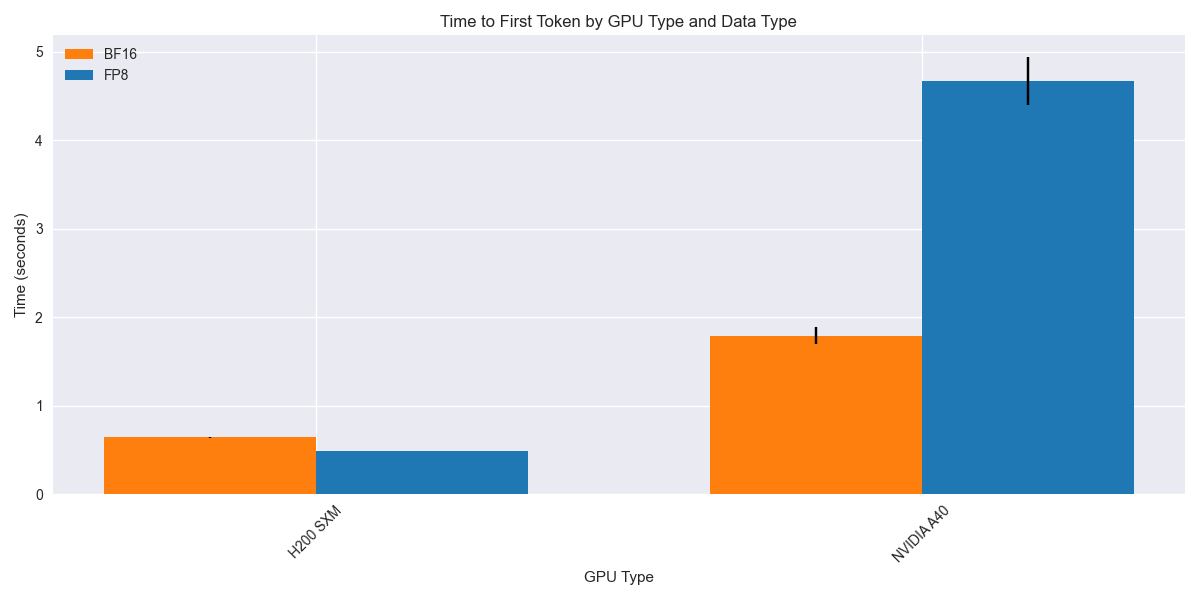 Time to First Token by GPU Type and Data Type
BF16
FP8
5
4
3
2
1
0
Time (seconds)
H200 SXM
NVIDIA A40
GPU Type